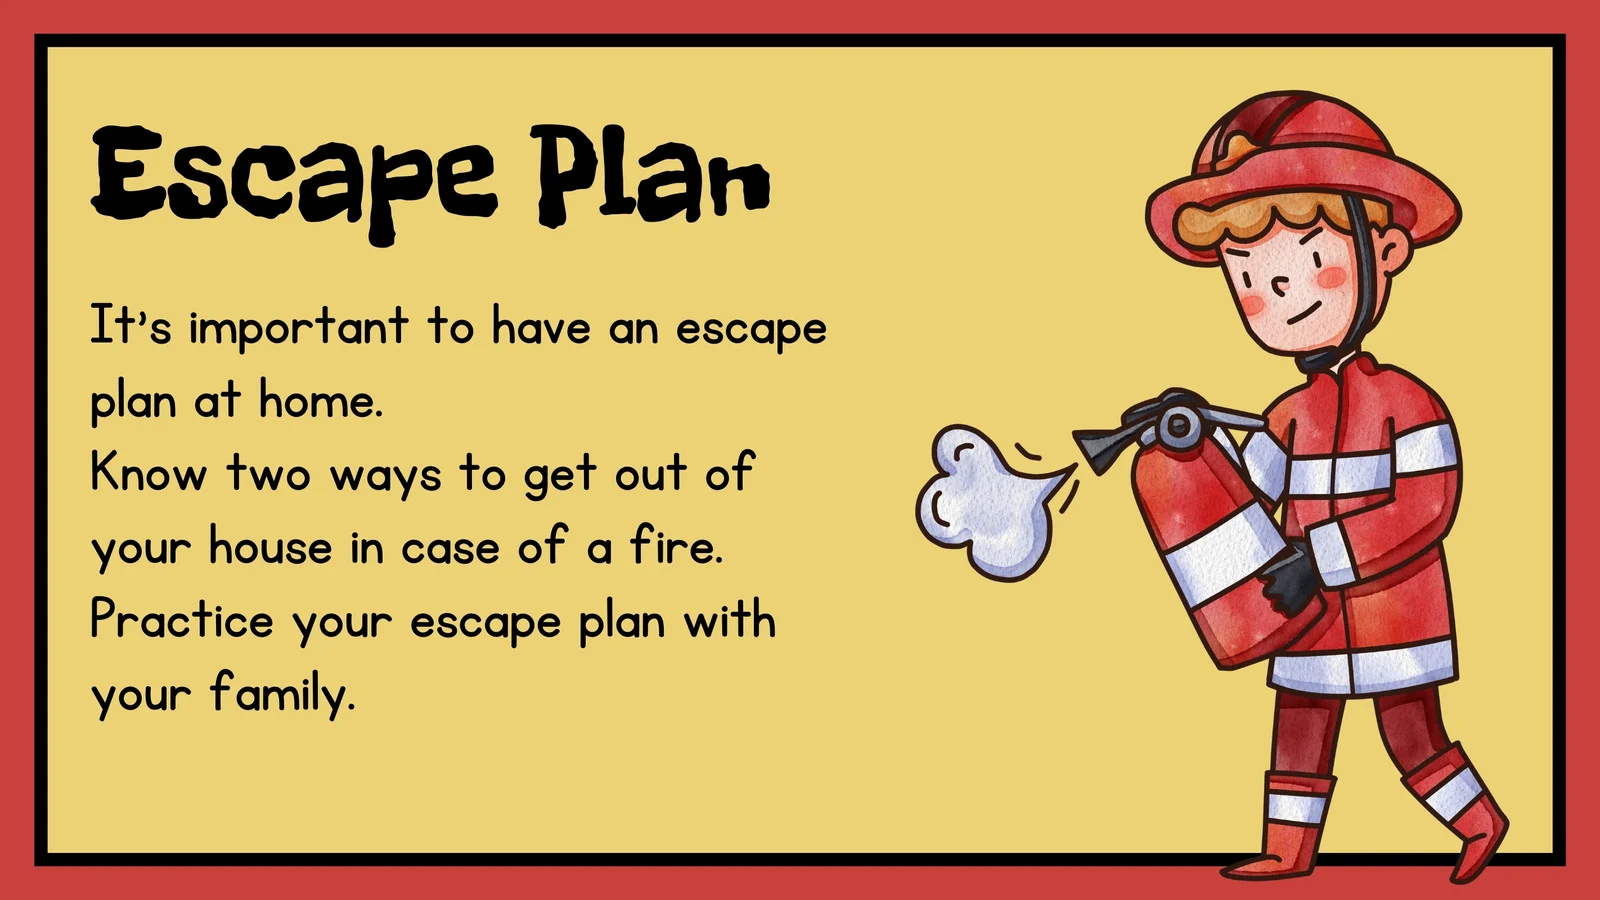 Escape Plan
It's important to have an escape
plan at home.
Know two ways to get out of
your house in case of a fire.
Practice your escape plan with
your family.